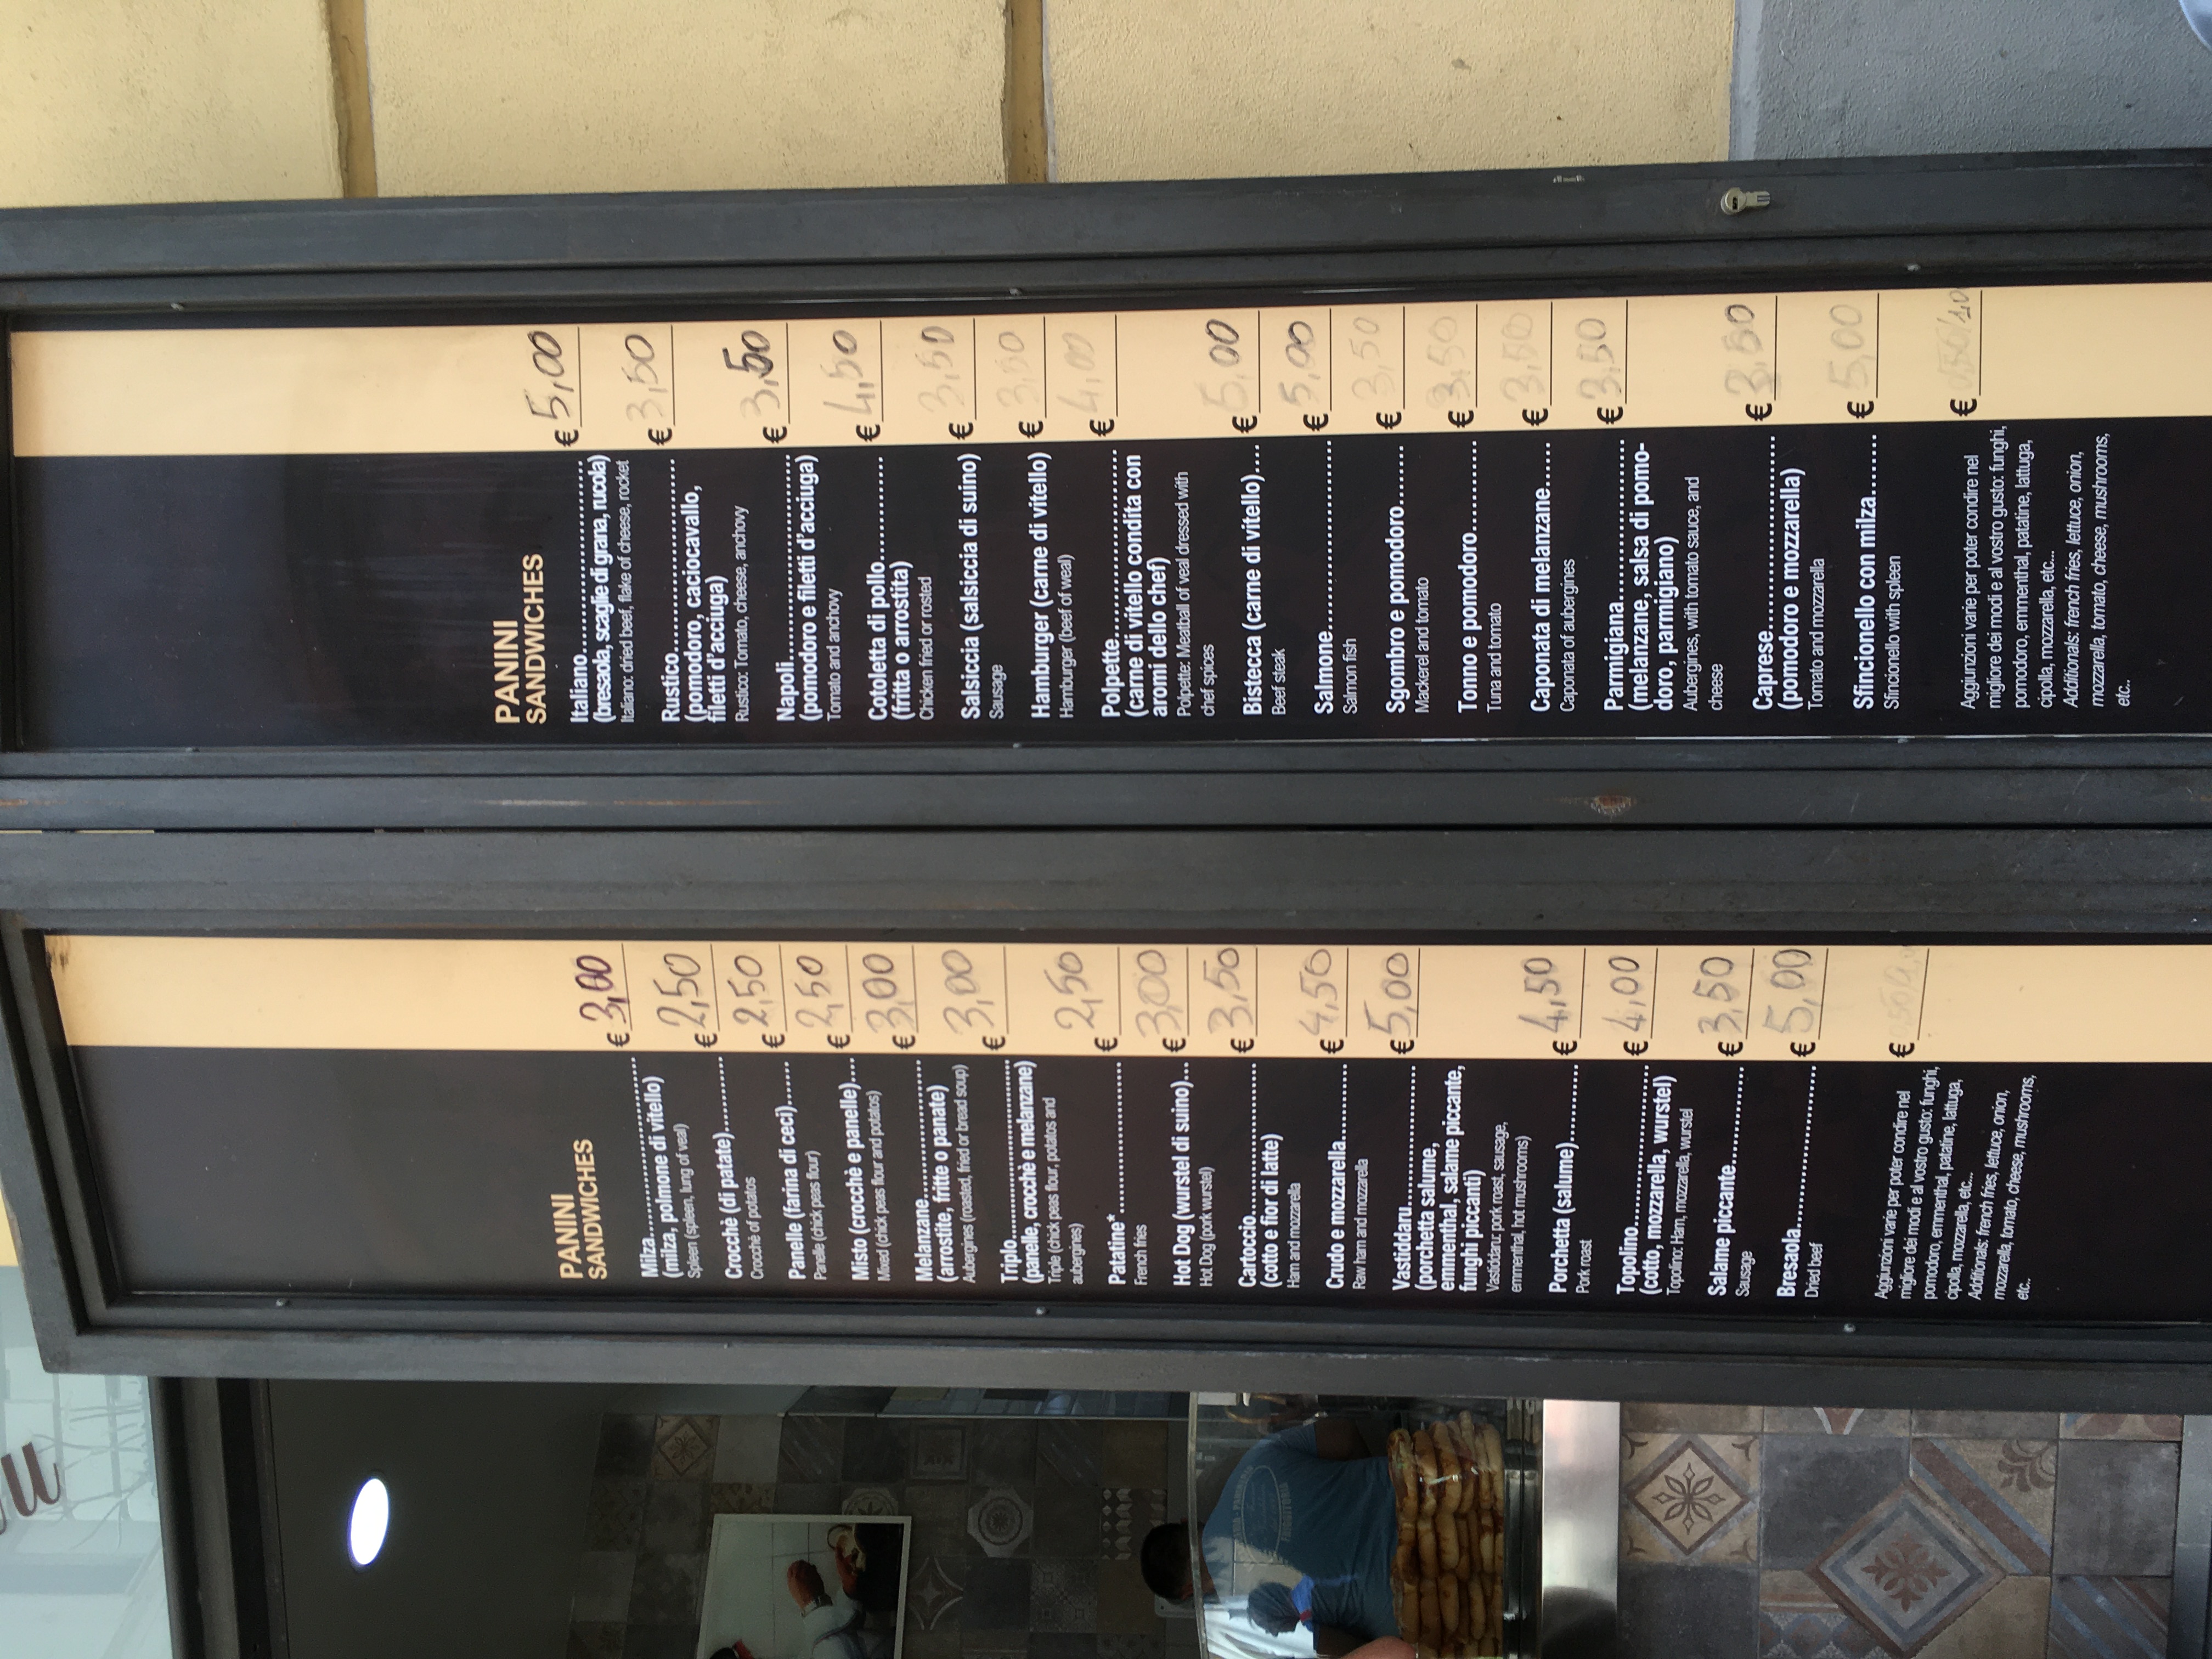 PANINI
SANDWICHES
Milza.......................... € 3,00
(milza, polmone di vitello)
Spleen (spleen, lung of veal)
Crocchè (di patate)............ € 2,50
Crocchè of potatos
Panelle (farina di ceci)....... € 2,50
Panelle (chick peas flour)
Misto (crocchè e panelle).... € 2,50
Mixed (chick peas flour and potatos)
Melanzane.................... € 3,00
(arrostite, fritte o panate)
Aubergines (roasted, fried or bread soup)
Triplo........................... € 3,00
(panelle, crocchè e melanzane)
Triple (chick peas flour, potatos and
aubergines)
Patatine*........................ € 2,50
French fries
Hot Dog (wurstel di suino)... € 3,00
Hot Dog (pork wurstel)
Cartoccio........................ € 3,50
(cotto e fior di latte)
Ham and mozzarella
Crudo e mozzarella............ € 4,50
Raw ham and mozzarella
Vastiddaru...................... € 5,00
(porchetta salume,
emmenthal, salame piccante,
funghi piccanti)
Vastiddaru: pork roast, sausage,
emmenthal, hot mushrooms)
Porchetta (salume)............ € 4,50
Pork roast
Topolino......................... € 4,00
(cotto, mozzarella, wurstel)
Topolino: Ham, mozzarella, wurstel
Salame piccante............... € 3,50
Sausage
Bresaola......................... € 5,00
Dried beef
Aggiunzioni varie per poter condire nel €
migliore dei modi e al vostro gusto: funghi,
pomodoro, emmenthal, patatine, lattuga,
cipolla, mozzarella, etc...
Additionals: french fries, lettuce, onion,
mozzarella, tomato, cheese, mushrooms,
etc..
PANINI
SANDWICHES
Italiano........................... € 5,00
(bresaola, scaglie di grana, rucola)
Italiano: dried beef, flake of cheese, rocket
Rustico........................... € 3,50
(pomodoro, caciocavallo,
filetti d'acciuga)
Rustico: Tomato, cheese, anchovy
Napoli............................. € 3,50
(pomodoro e filetti d'acciuga)
Tomato and anchovy
Cotoletta di pollo.............. € 4,50
(fritta o arrostita)
Chicken fried or rosted
Salsiccia (salsiccia di suino) € 3,50
Sausage
Hamburger (carne di vitello) € 3,50
Hamburger (beef of weal)
Polpette.......................... € 4,00
(carne di vitello condita con
aromi dello chef)
Polpette: Meatball of veal dressed with
chef spices
Bistecca (carne di vitello).... € 5,00
Beef steak
Salmone......................... € 5,00
Salmon fish
Sgombro e pomodoro........ € 3,50
Mackerel and tomato
Tonno e pomodoro............ € 3,50
Tuna and tomato
Caponata di melanzane...... € 3,50
Caponata of aubergines
Parmigiana...................... € 3,50
(melanzane, salsa di pomo-
doro, parmigiano)
Aubergines, with tomato sauce, and
cheese
Caprese.......................... € 3,50
(pomodoro e mozzarella)
Tomato and mozzarella
Sfincionello con milza........ € 5,00
Sfincionello with spleen
Aggiunzioni varie per poter condire nel €
migliore dei modi e al vostro gusto: funghi,
pomodoro, emmenthal, patatine, lattuga,
cipolla, mozzarella, etc...
Additionals: french fries, lettuce, onion,
mozzarella, tomato, cheese, mushrooms,
etc..
FRIGGITORIA